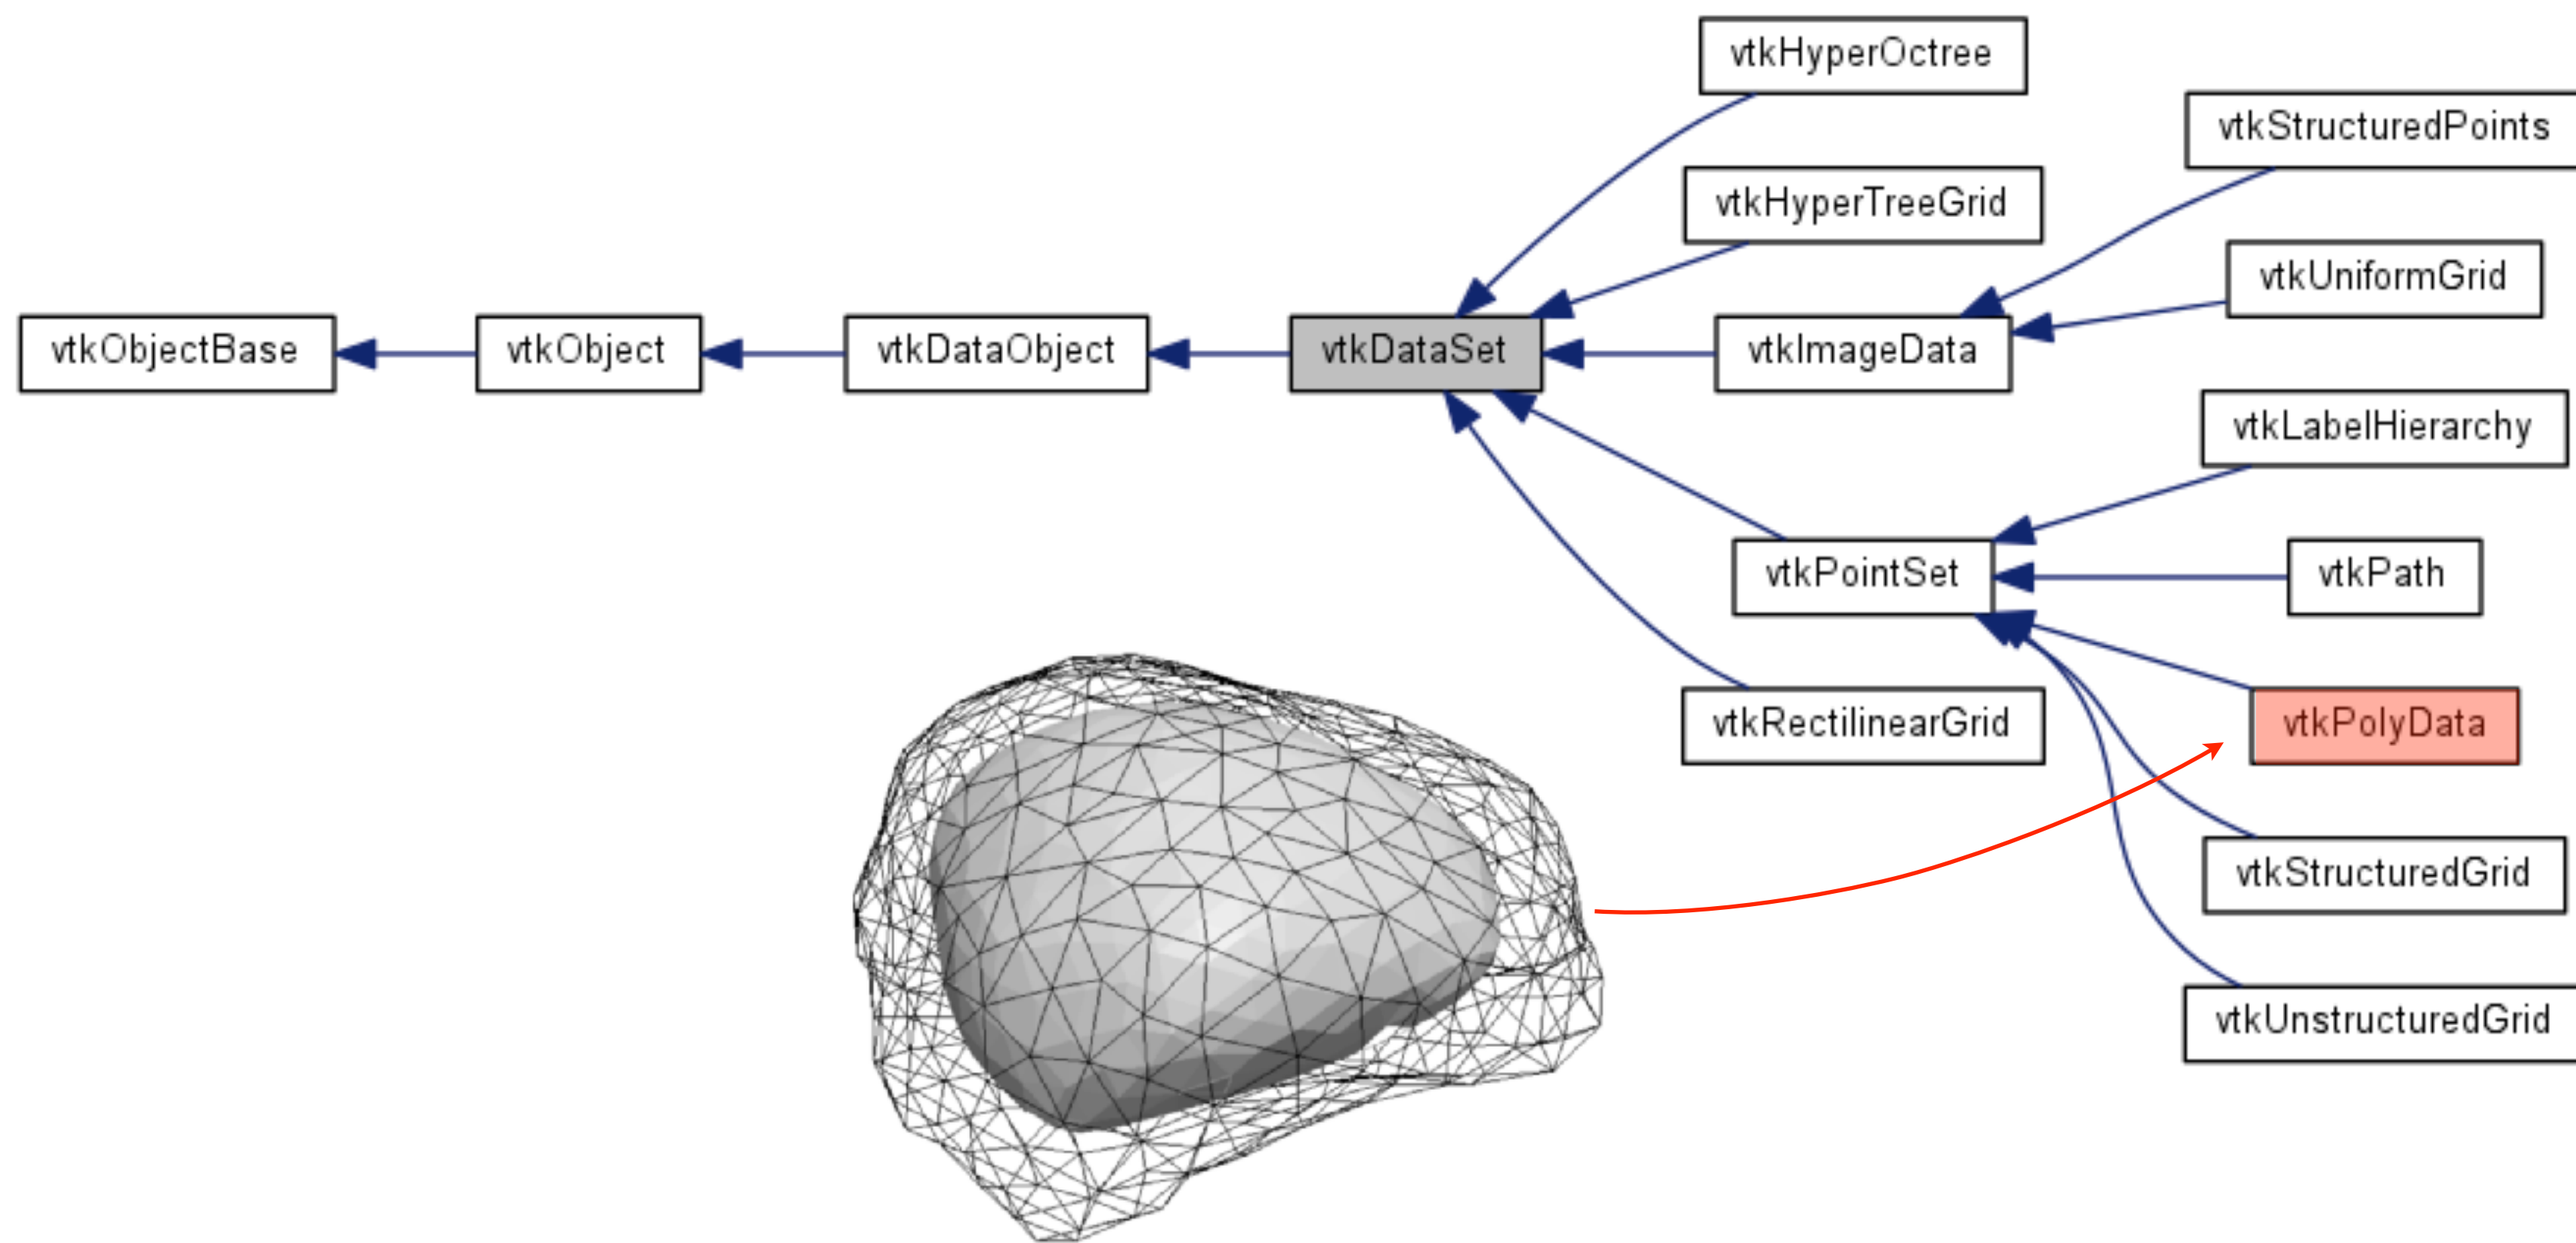 vtkHyperOctree
vtkStructuredPoints
vtkHyperTreeGrid
vtkUniformGrid
vtkObjectBase
vtkObject
vtkDataObject
vtkDataSet
vtkImageData
vtkLabelHierarchy
vtkPointSet
vtkPath
vtkRectilinearGrid
vtkPolyData
vtkStructuredGrid
vtkUnstructuredGrid